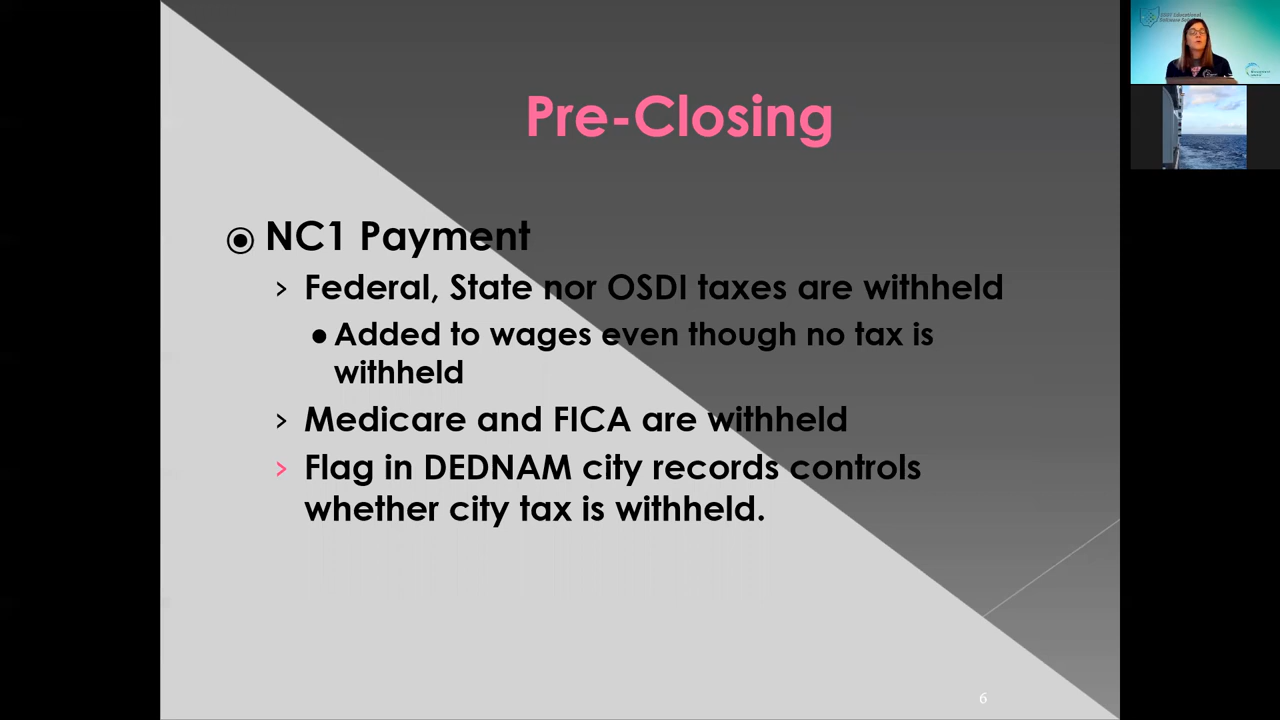 Pre-Closing
NC1 Payment
Federal, State nor OSDI taxes are withheld
Added to wages even though no tax is
withheld
Medicare and FICA are withheld
Flag in DEDNAM city records controls
whether city tax is withheld.
6